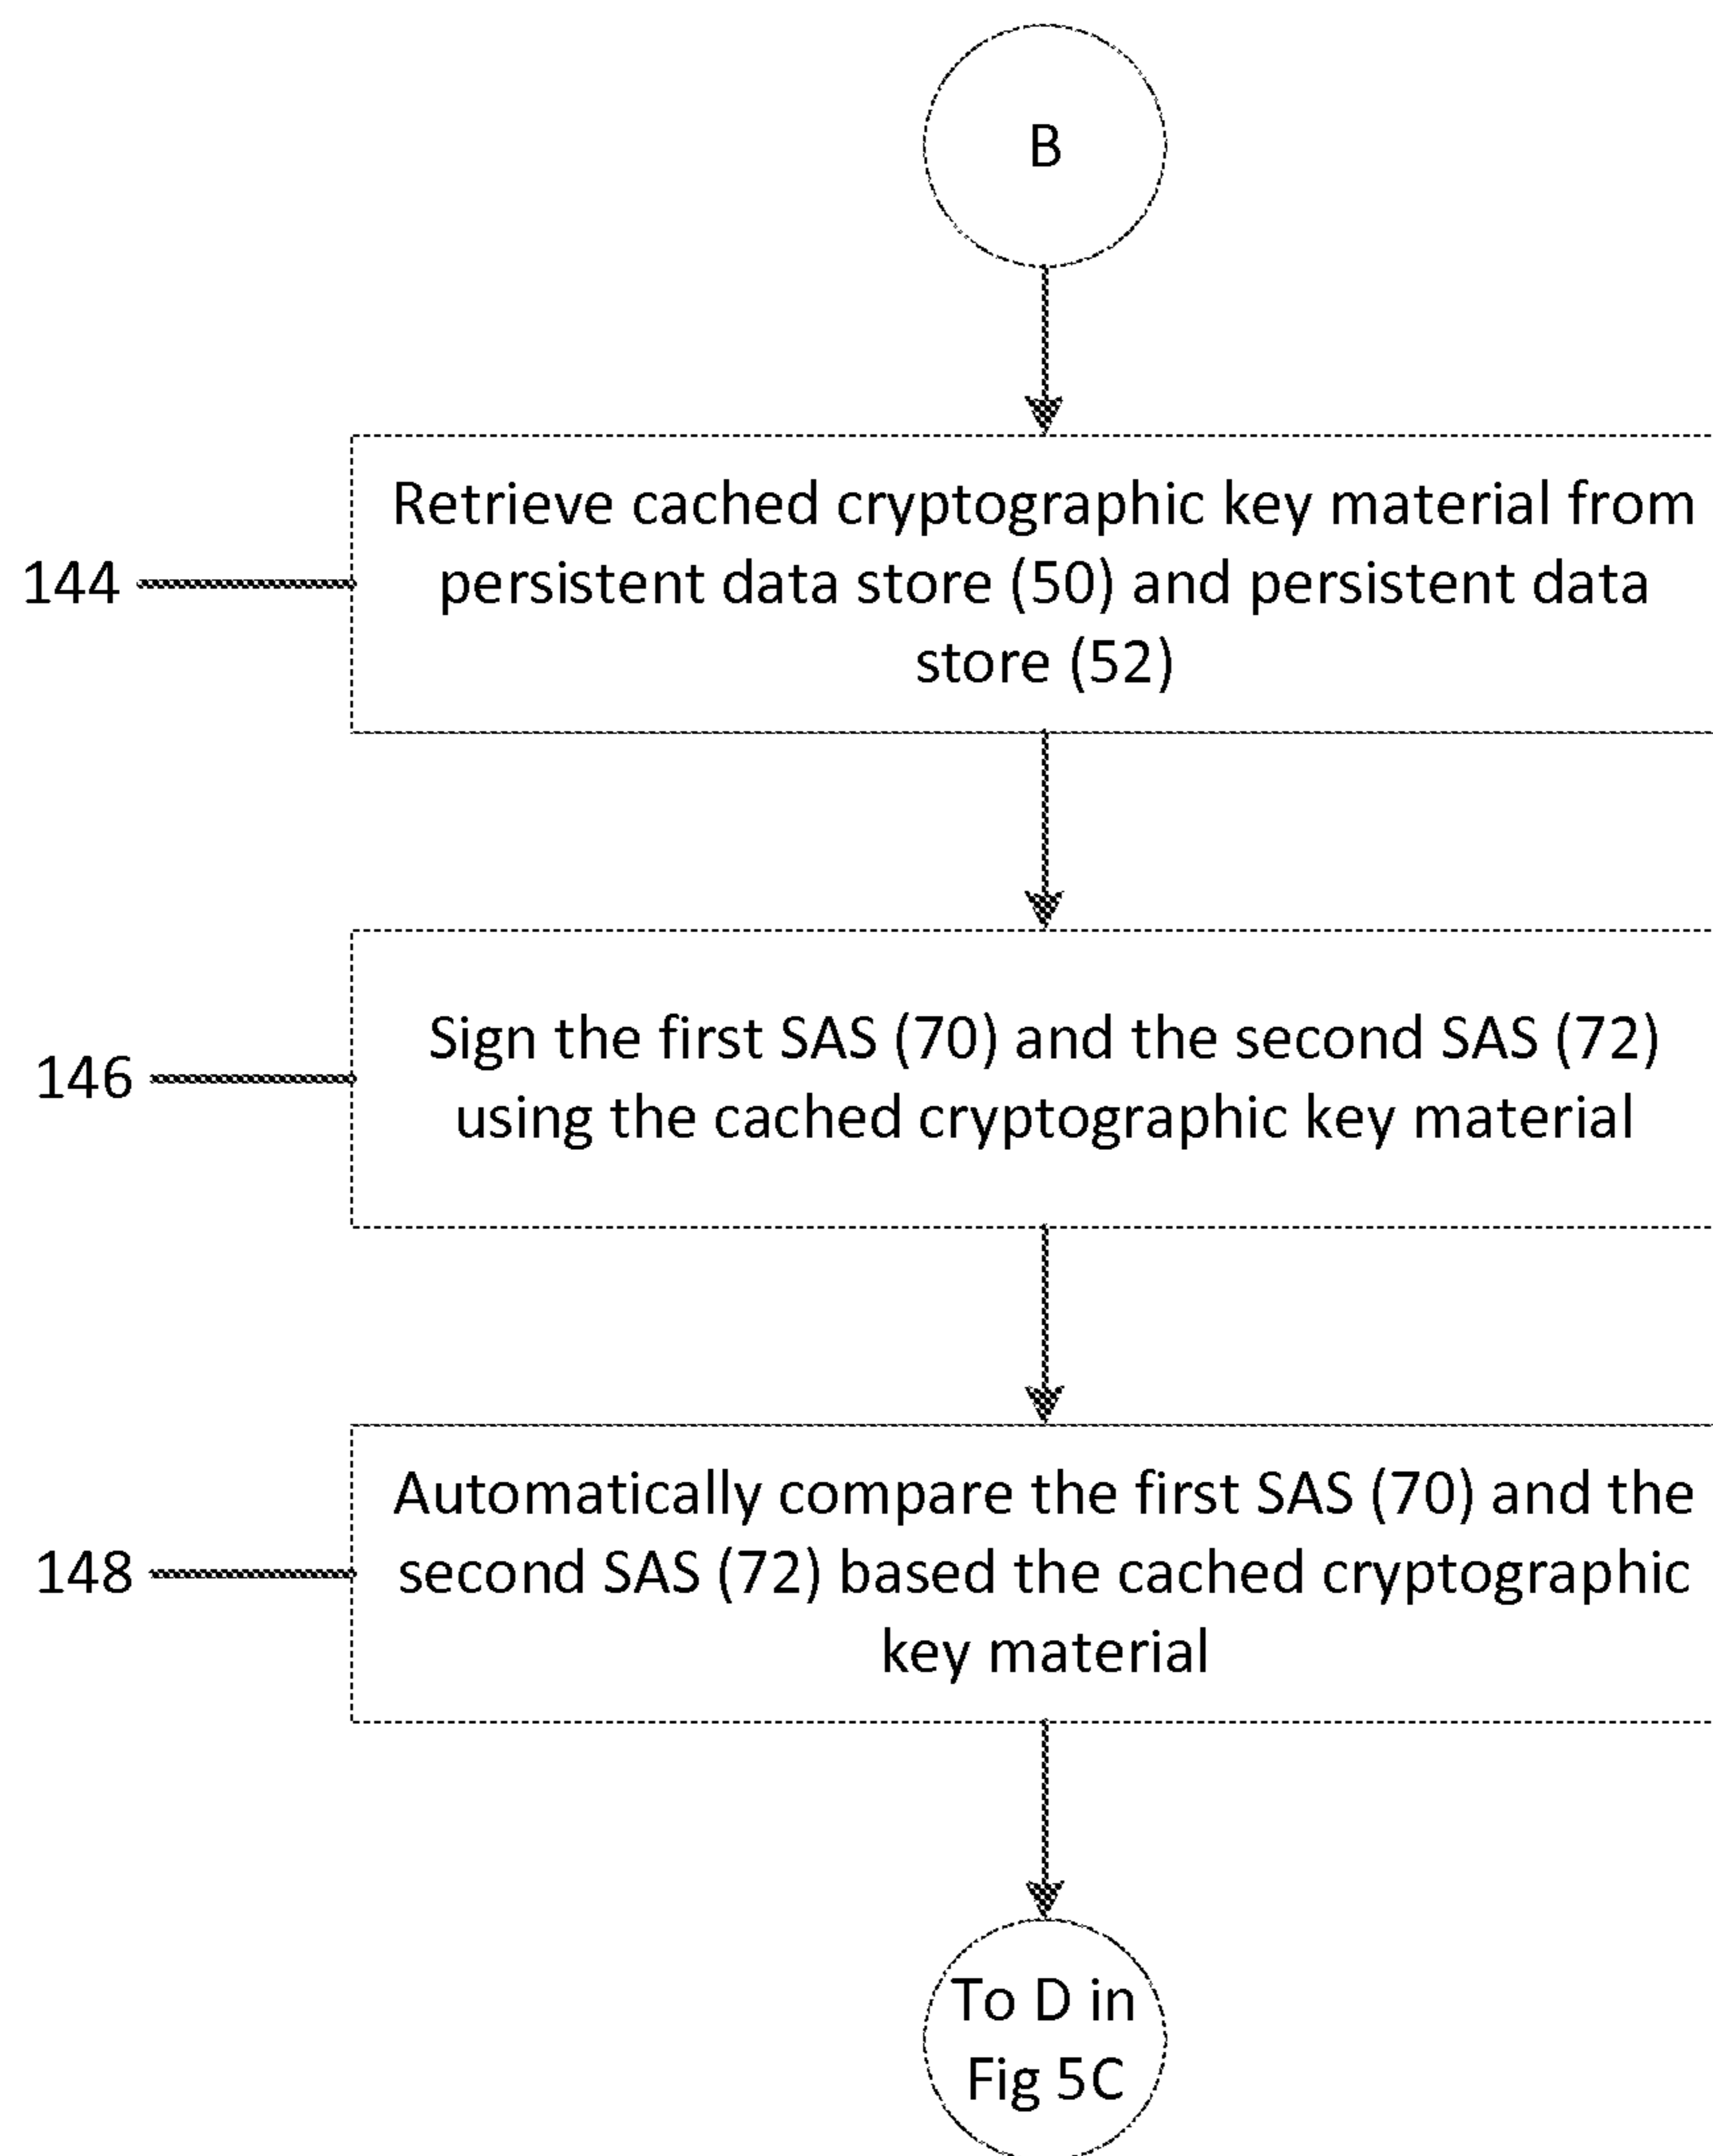 B
Retrieve cached cryptographic key material from
144
persistent data store (50) and persistent data
store (52)
Sign the first SAS (70) and the second SAS (72)
146
using the cached cryptographic key material
Automatically compare the first SAS (70) and the
148
second SAS (72) based the cached cryptographic
key material
To D in
Fig 5C